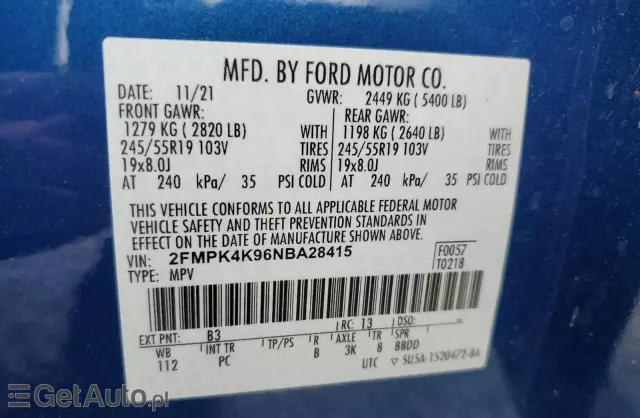 MFD. BY FORD MOTOR CO.
DATE: 11/21 GVWR: 2449 KG ( 5400 LB)
FRONT GAWR: REAR GAWR:
1279 KG ( 2820 LB) WITH 1198 KG ( 2640 LB) WITH
245/55R19 103V TIRES 245/55R19 103V TIRES
19x8.0J RIMS 19x8.0J RIMS
AT 240 kPa/ 35 PSI COLD AT 240 kPa/ 35 PSI COLD
THIS VEHICLE CONFORMS TO ALL APPLICABLE FEDERAL MOTOR
VEHICLE SAFETY AND THEFT PREVENTION STANDARDS IN
EFFECT ON THE DATE OF MANUFACTURE SHOWN ABOVE.
VIN: 2FMPK4K96NBA28415 F0057
TYPE: MPV T0218
EXT PNT: B3 RC: 13 DSO:
WB INT TR TP/PS R AXLE TR SPR
112 PC B 3K 8 BBDD
UTC ▽ SU5A-1520472-BA
GetAuto.pl